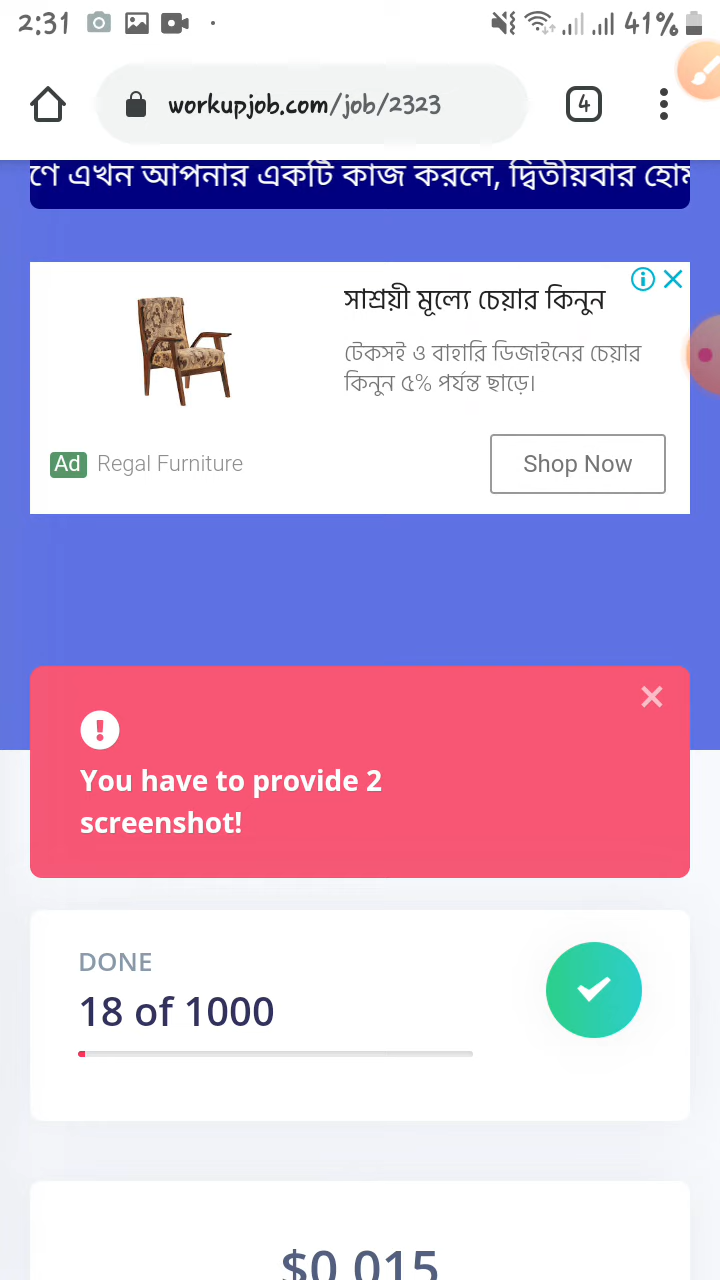 2:31
41%
workupjob.com/job/2323
4
এখন আপনার একটি কাজ করলে, দ্বিতীয়বার
সাশ্রয়ী মূল্যে চেয়ার কিনুন
টেকসই ও বাহারি ডিজাইনের চেয়ার
কিনুন ৫% পর্যন্ত ছাড়ে।
Ad Regal Furniture
Shop Now
You have to provide 2
screenshot!
DONE
18 of 1000
$0.015